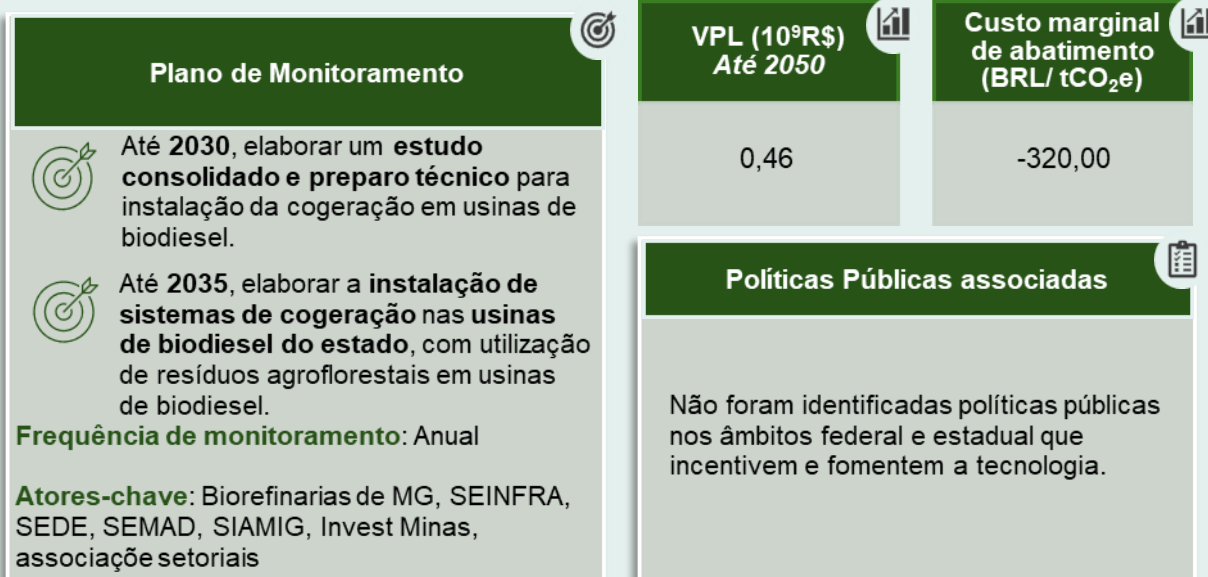 Plano de Monitoramento
Até 2030, elaborar um estudo
consolidado e preparo técnico para
instalação da cogeração em usinas de
biodiesel.
Até 2035, elaborar a instalação de
sistemas de cogeração nas usinas
de biodiesel do estado, com utilização
de resíduos agroflorestais em usinas
de biodiesel.
Frequência de monitoramento: Anual
Atores-chave: Biorefinarias de MG, SEINFRA,
SEDE, SEMAD, SIAMIG, Invest Minas,
associaçõe setoriais
VPL (10⁹R$)
Até 2050
0,46
Custo marginal
de abatimento
(BRL/ tCO₂e)
-320,00
Políticas Públicas associadas
Não foram identificadas políticas públicas
nos âmbitos federal e estadual que
incentivem e fomentem a tecnologia.